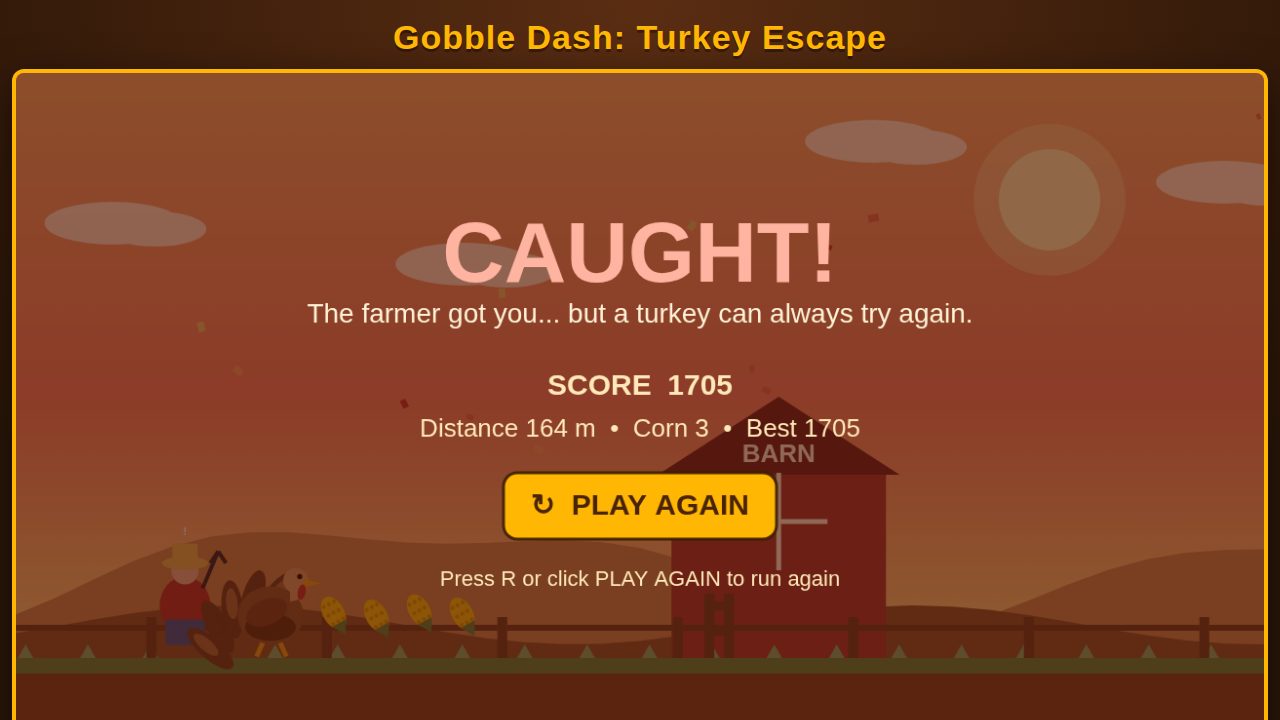 Gobble Dash: Turkey Escape
CAUGHT!
The farmer got you... but a turkey can always try again.
SCORE 1705
Distance 164 m • Corn 3 • Best 1705
BARN
↻ PLAY AGAIN
!
Press R or click PLAY AGAIN to run again